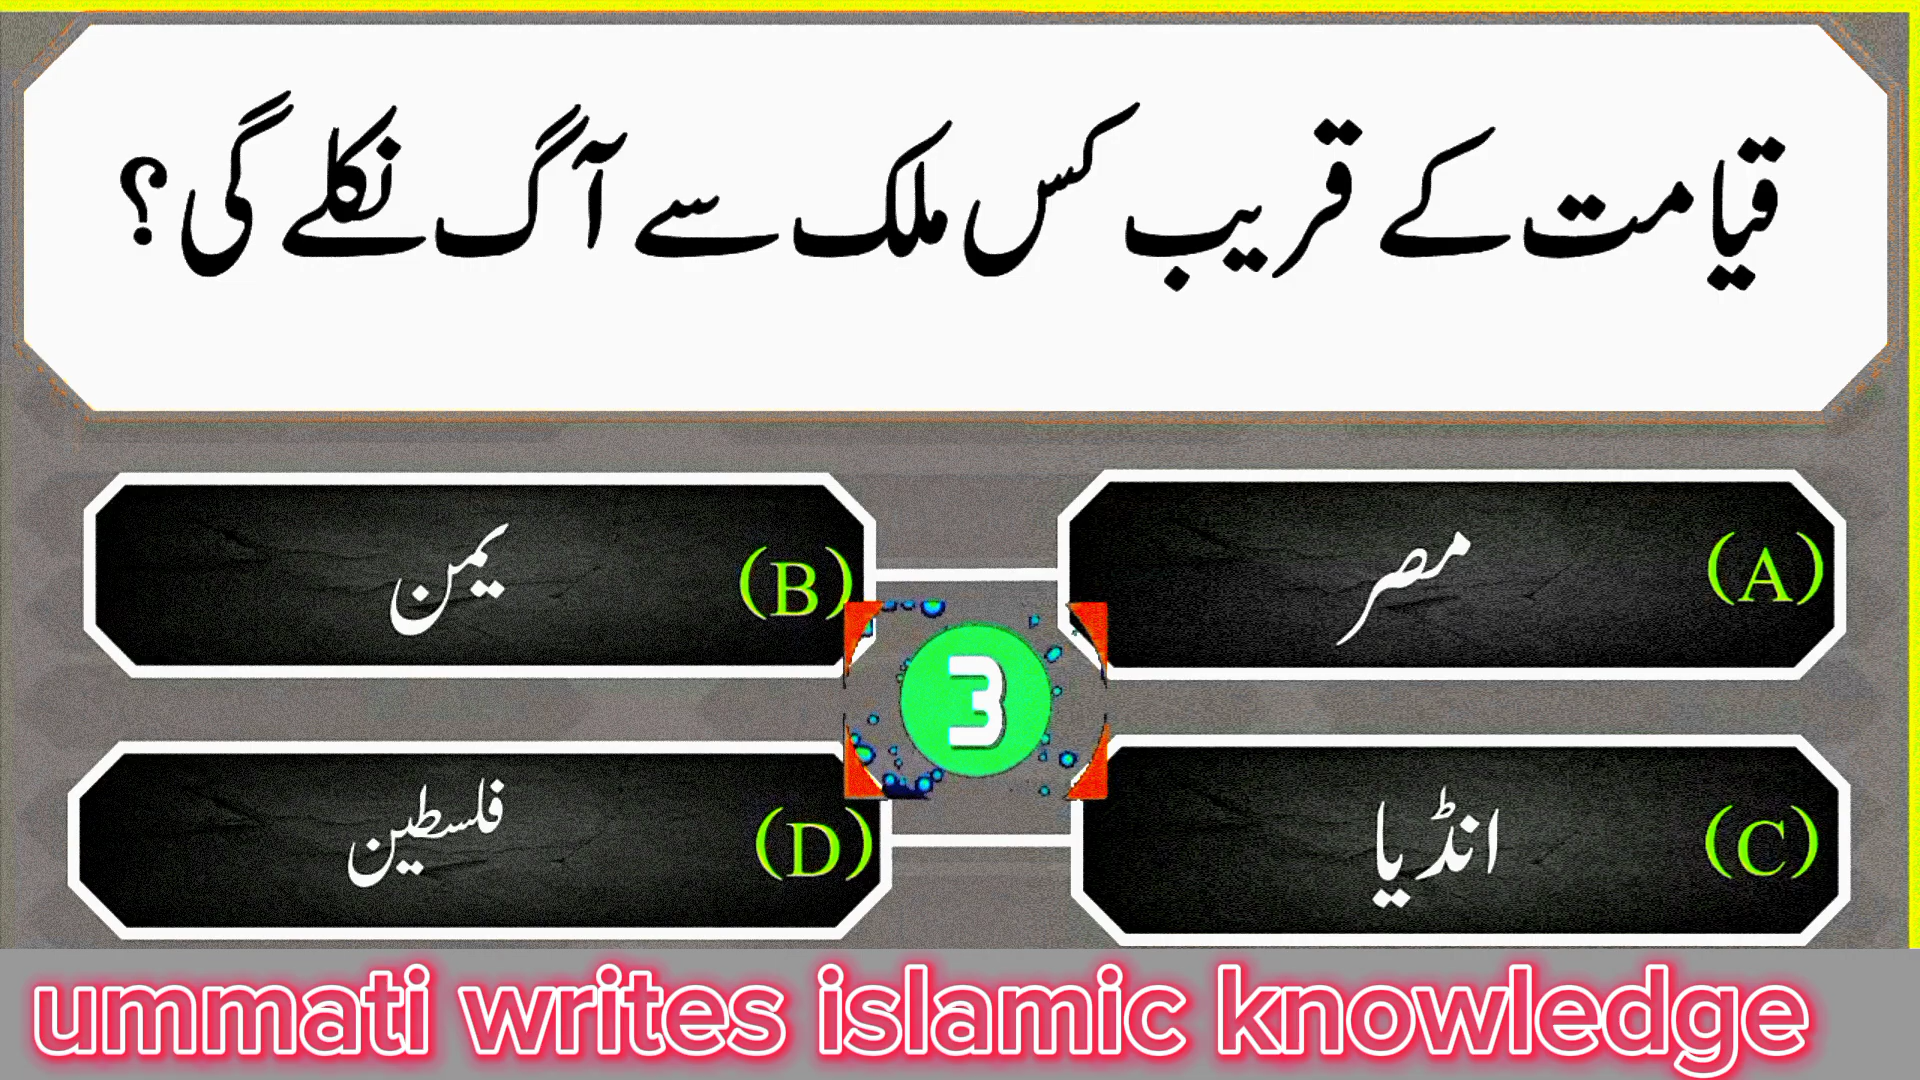 قیامت کے قریب کس ملک سے آگ نکلے گی؟
(A) مصر
(B) یمن
3
(C) انڈیا
(D) فلسطین
ummati writes islamic knowledge